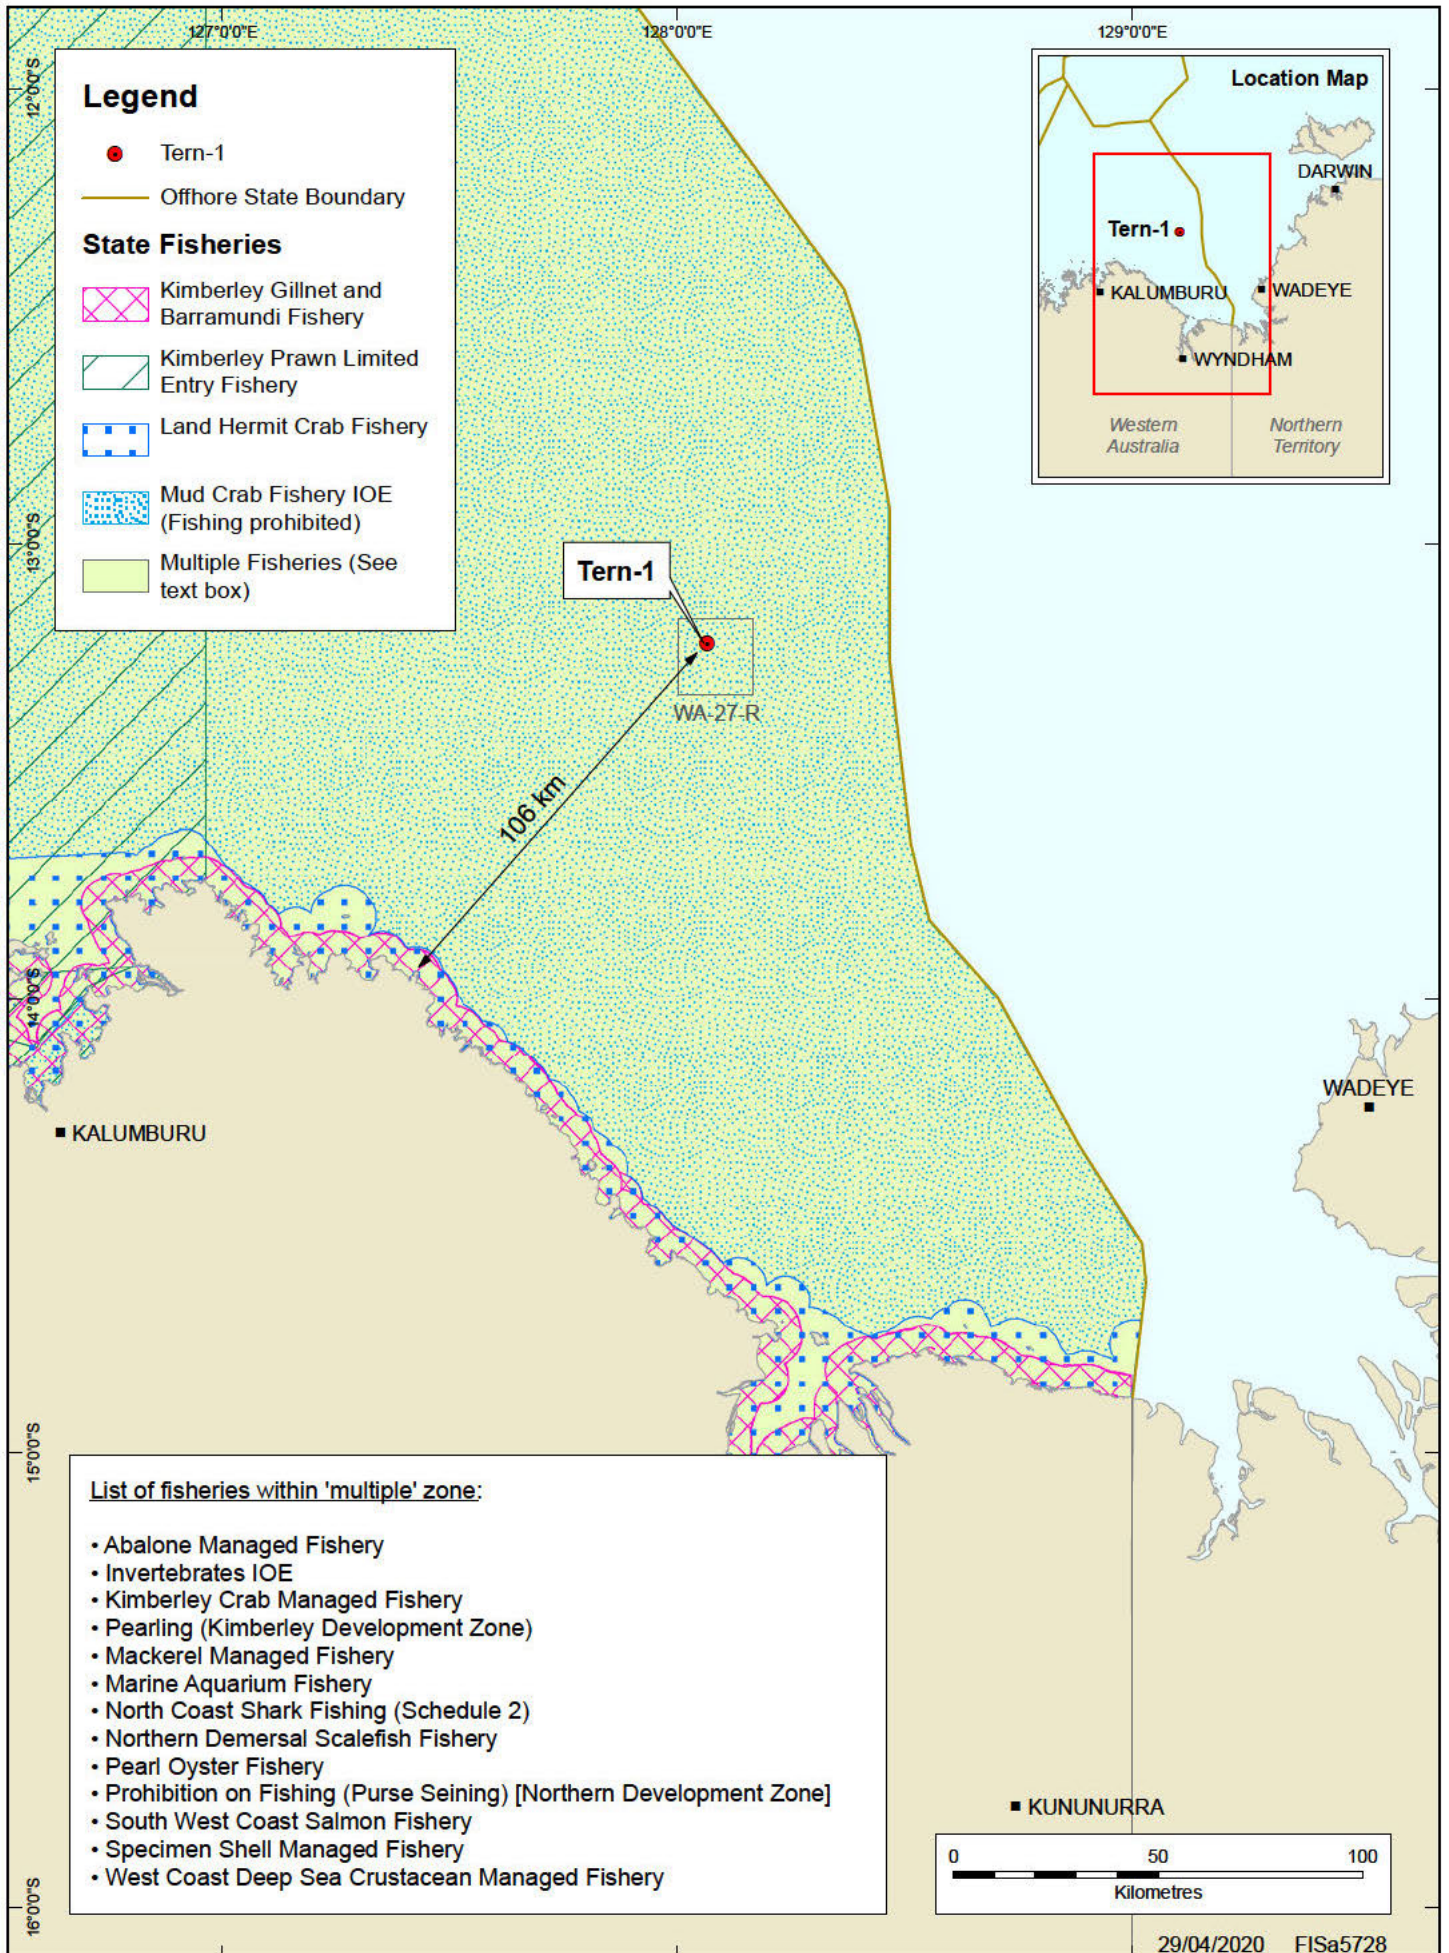 127°0'0"E
128°0'0"E
129°0'0"E
12°0'0"S
13°0'0"S
14°0'0"S
15°0'0"S
16°0'0"S
Legend
Tern-1
Offhore State Boundary
State Fisheries
Kimberley Gillnet and
Barramundi Fishery
Kimberley Prawn Limited
Entry Fishery
Land Hermit Crab Fishery
Mud Crab Fishery IOE
(Fishing prohibited)
Multiple Fisheries (See
text box)
Location Map
DARWIN
Tern-1
KALUMBURU
WADEYE
WYNDHAM
Western
Australia
Northern
Territory
Tern-1
WA-27-R
106 km
KALUMBURU
WADEYE
List of fisheries within 'multiple' zone:
• Abalone Managed Fishery
• Invertebrates IOE
• Kimberley Crab Managed Fishery
• Pearling (Kimberley Development Zone)
• Mackerel Managed Fishery
• Marine Aquarium Fishery
• North Coast Shark Fishing (Schedule 2)
• Northern Demersal Scalefish Fishery
• Pearl Oyster Fishery
• Prohibition on Fishing (Purse Seining) [Northern Development Zone]
• South West Coast Salmon Fishery
• Specimen Shell Managed Fishery
• West Coast Deep Sea Crustacean Managed Fishery
KUNUNURRA
0 50 100
Kilometres
29/04/2020 FISa5728